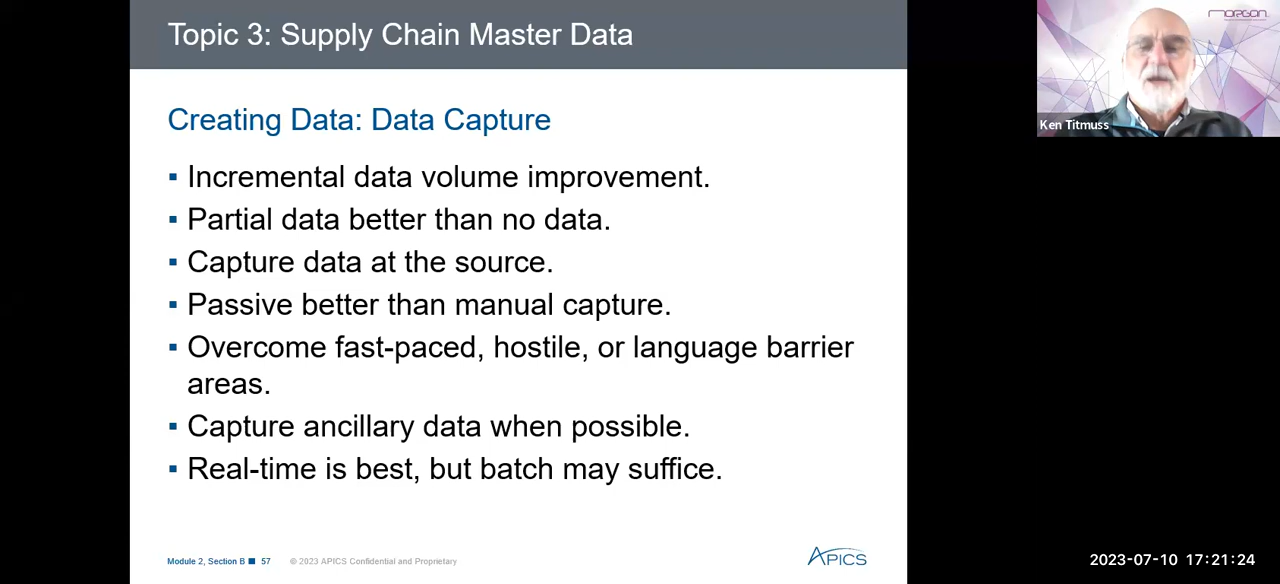 Topic 3: Supply Chain Master Data
morgan
Ken Titmuss
Creating Data: Data Capture
▪ Incremental data volume improvement.
▪ Partial data better than no data.
▪ Capture data at the source.
▪ Passive better than manual capture.
▪ Overcome fast-paced, hostile, or language barrier
areas.
▪ Capture ancillary data when possible.
▪ Real-time is best, but batch may suffice.
Module 2, Section B ■ 57 © 2023 APICS Confidential and Proprietary
APICS
2023-07-10 17:21:24